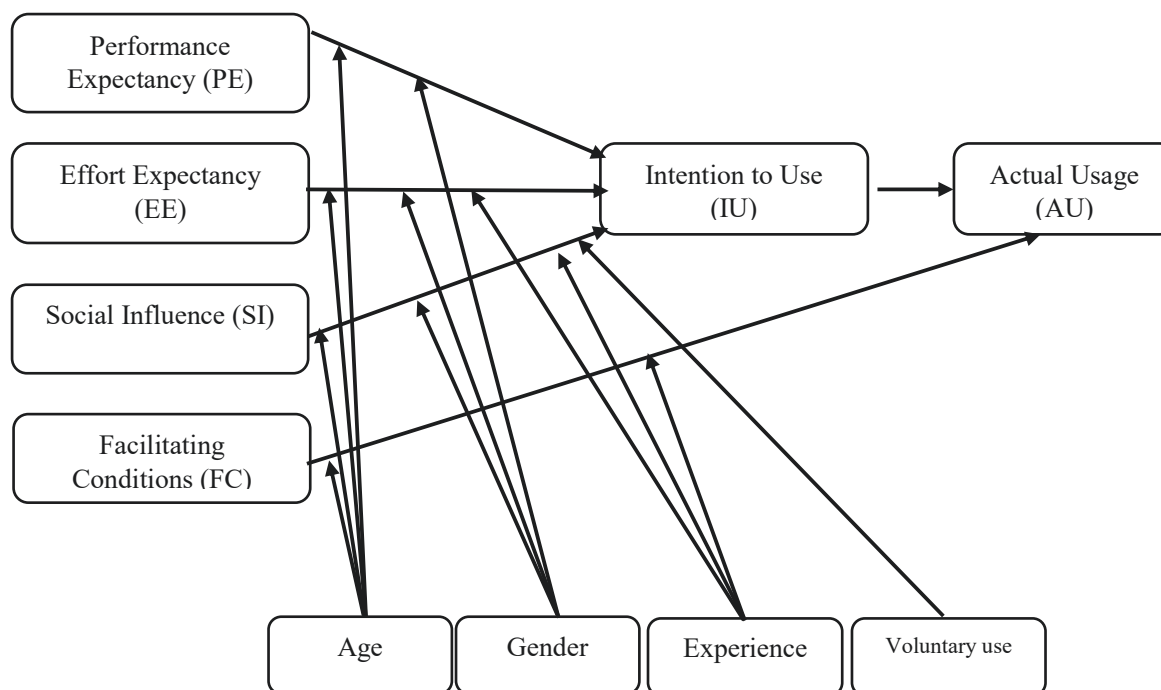 Performance
Expectancy (PE)
Effort Expectancy
(EE)
Intention to Use
(IU)
Actual Usage
(AU)
Social Influence (SI)
Facilitating
Conditions (FC)
Age
Gender
Experience
Voluntary use